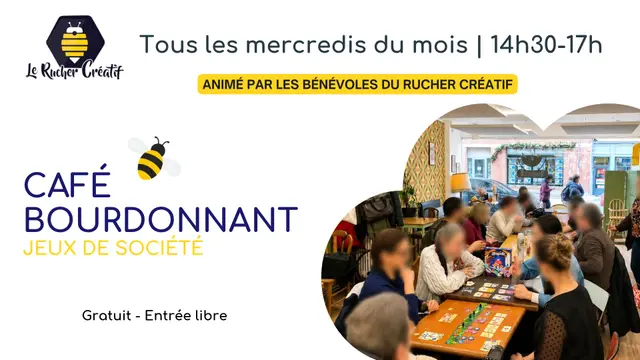 Le Rucher Créatif
Tous les mercredis du mois | 14h30-17h
ANIMÉ PAR LES BÉNÉVOLES DU RUCHER CRÉATIF
CAFÉ
BOURDONNANT
JEUX DE SOCIÉTÉ
Gratuit - Entrée libre